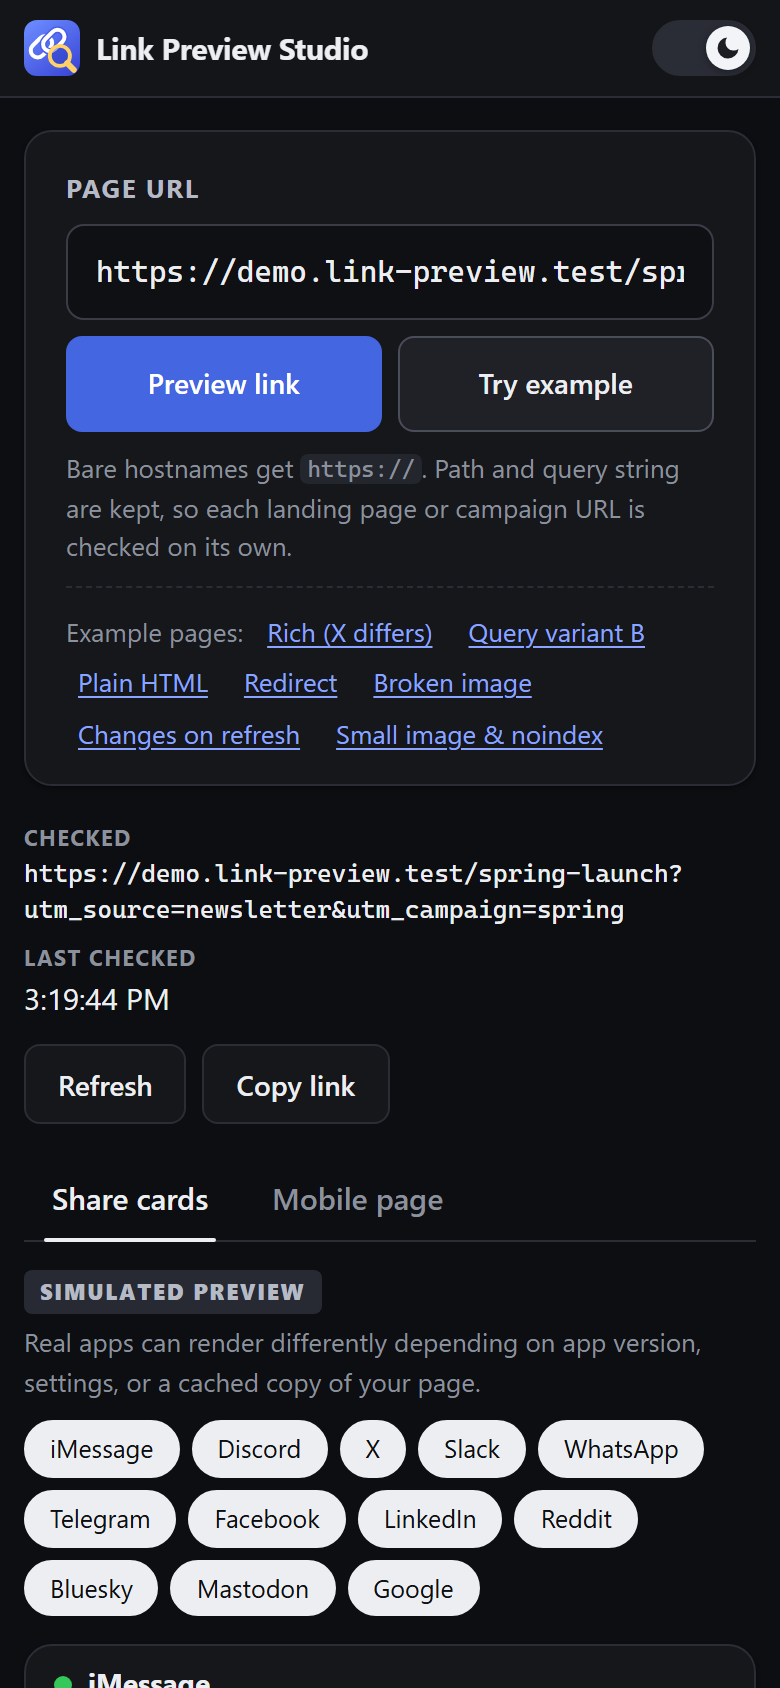 Link Preview Studio
PAGE URL
https://demo.link-preview.test/spr
Preview link
Try example
Bare hostnames get https://. Path and query string
are kept, so each landing page or campaign URL is
checked on its own.
Example pages: Rich (X differs) Query variant B
Plain HTML Redirect Broken image
Changes on refresh Small image & noindex
CHECKED
https://demo.link-preview.test/spring-launch?
utm_source=newsletter&utm_campaign=spring
LAST CHECKED
3:19:44 PM
Refresh Copy link
Share cards Mobile page
SIMULATED PREVIEW
Real apps can render differently depending on app version,
settings, or a cached copy of your page.
iMessage Discord X Slack WhatsApp
Telegram Facebook LinkedIn Reddit
Bluesky Mastodon Google
iMessage